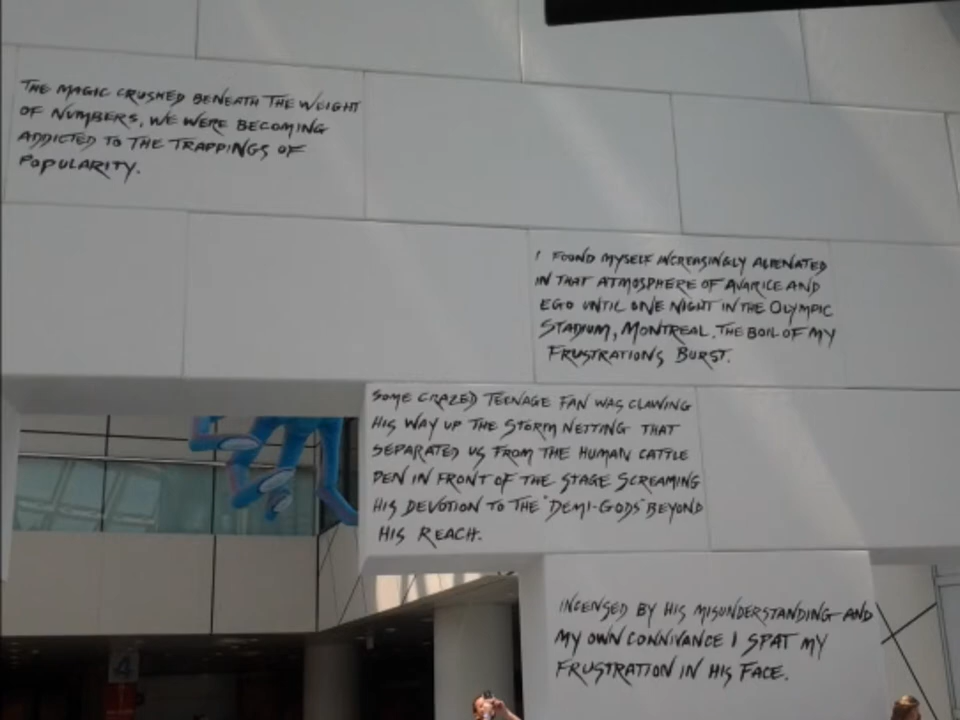 THE MAGIC CRUSHED BENEATH THE WEIGHT
OF NUMBERS, WE WERE BECOMING
ADDICTED TO THE TRAPPINGS OF
POPULARITY.
I FOUND MYSELF INCREASINGLY ALIENATED
IN THAT ATMOSPHERE OF AVARICE AND
EGO UNTIL ONE NIGHT IN THE OLYMPIC
STADIUM, MONTREAL. THE BOIL OF MY
FRUSTRATIONS BURST.
SOME CRAZED TEENAGE FAN WAS CLAWING
HIS WAY UP THE STORM NETTING THAT
SEPARATED US FROM THE HUMAN CATTLE
PEN IN FRONT OF THE STAGE SCREAMING
HIS DEVOTION TO THE "DEMI-GODS" BEYOND
HIS REACH.
INCENSED BY HIS MISUNDERSTANDING AND
MY OWN CONNIVANCE I SPAT MY
FRUSTRATION IN HIS FACE.
4